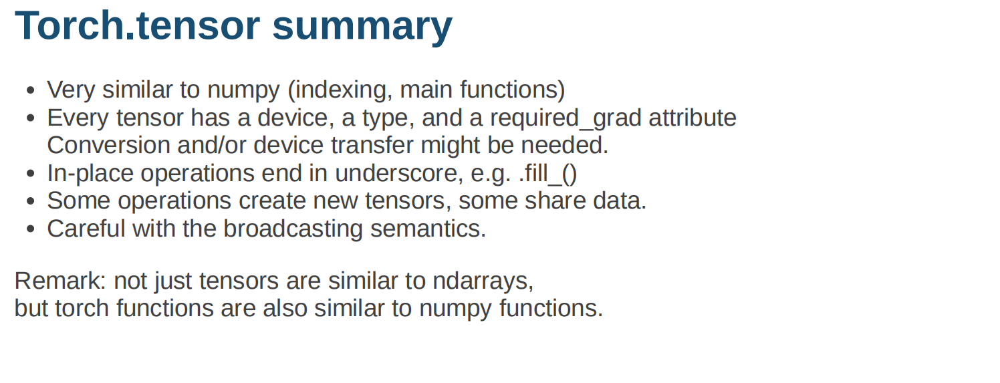 Torch.tensor summary
• Very similar to numpy (indexing, main functions)
• Every tensor has a device, a type, and a required_grad attribute
Conversion and/or device transfer might be needed.
• In-place operations end in underscore, e.g. .fill_()
• Some operations create new tensors, some share data.
• Careful with the broadcasting semantics.
Remark: not just tensors are similar to ndarrays,
but torch functions are also similar to numpy functions.